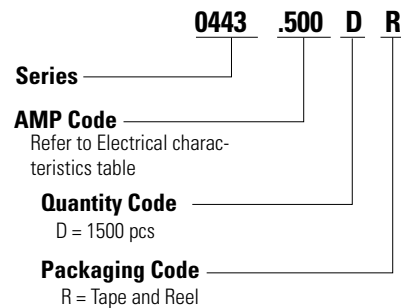 0443 .500 D R
Series
AMP Code
Refer to Electrical charac-
teristics table
Quantity Code
D = 1500 pcs
Packaging Code
R = Tape and Reel